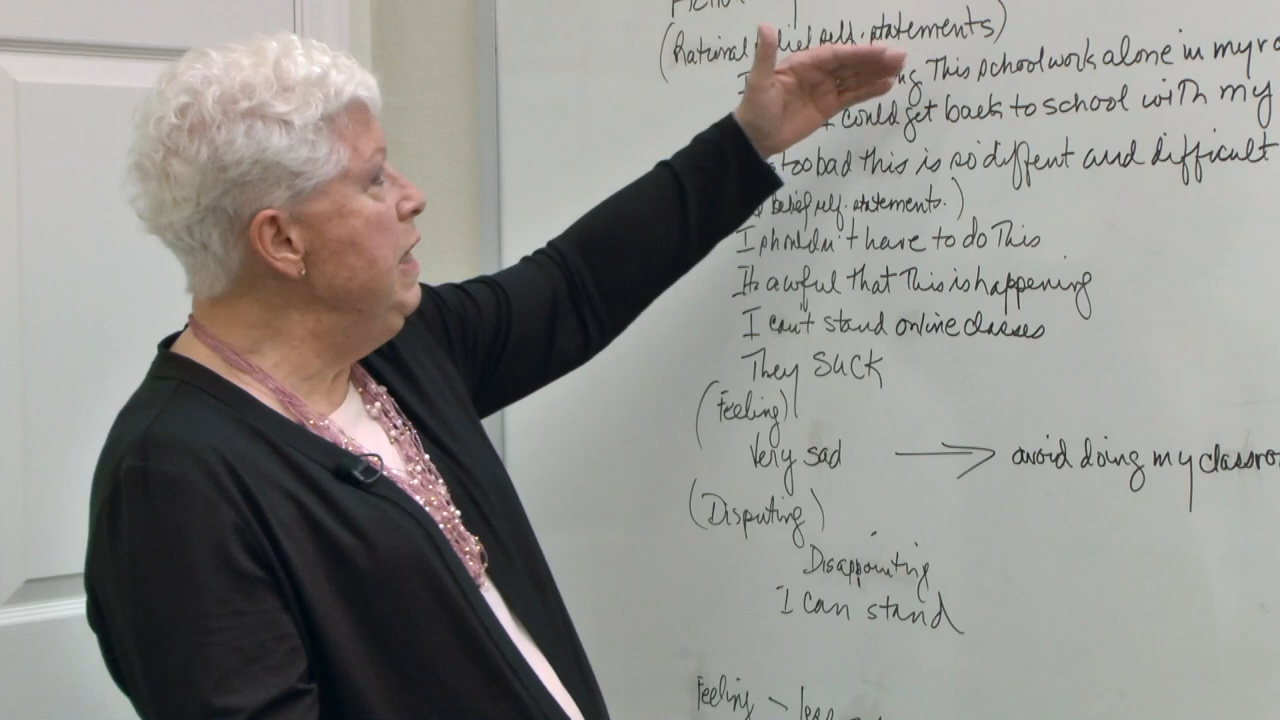 (Rational belief self-statements)
This schoolwork alone in my
I could get back to school with my
too bad this is so different and difficult
belief self-statements.)
I shouldn't have to do This
It's awful that This is happening
I can't stand online classes
They SUCK
(Feeling)
Very sad → avoid doing my
(Disputing)
Disappointing
I can stand
Feeling - less